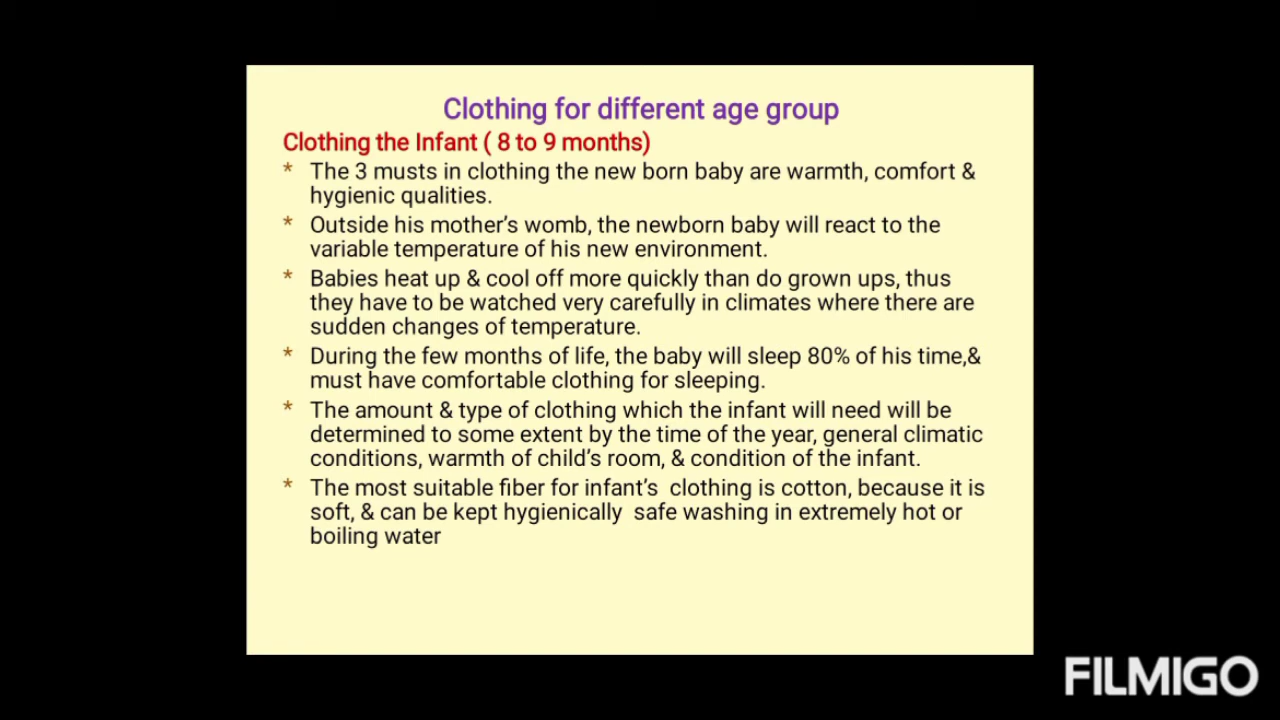 Clothing for different age group
Clothing the Infant ( 8 to 9 months)
* The 3 musts in clothing the new born baby are warmth, comfort &
hygienic qualities.
* Outside his mother's womb, the newborn baby will react to the
variable temperature of his new environment.
* Babies heat up & cool off more quickly than do grown ups, thus
they have to be watched very carefully in climates where there are
sudden changes of temperature.
* During the few months of life, the baby will sleep 80% of his time,&
must have comfortable clothing for sleeping.
* The amount & type of clothing which the infant will need will be
determined to some extent by the time of the year, general climatic
conditions, warmth of child's room, & condition of the infant.
* The most suitable fiber for infant's  clothing is cotton, because it is
soft, & can be kept hygienically  safe washing in extremely hot or
boiling water
FILMIGO